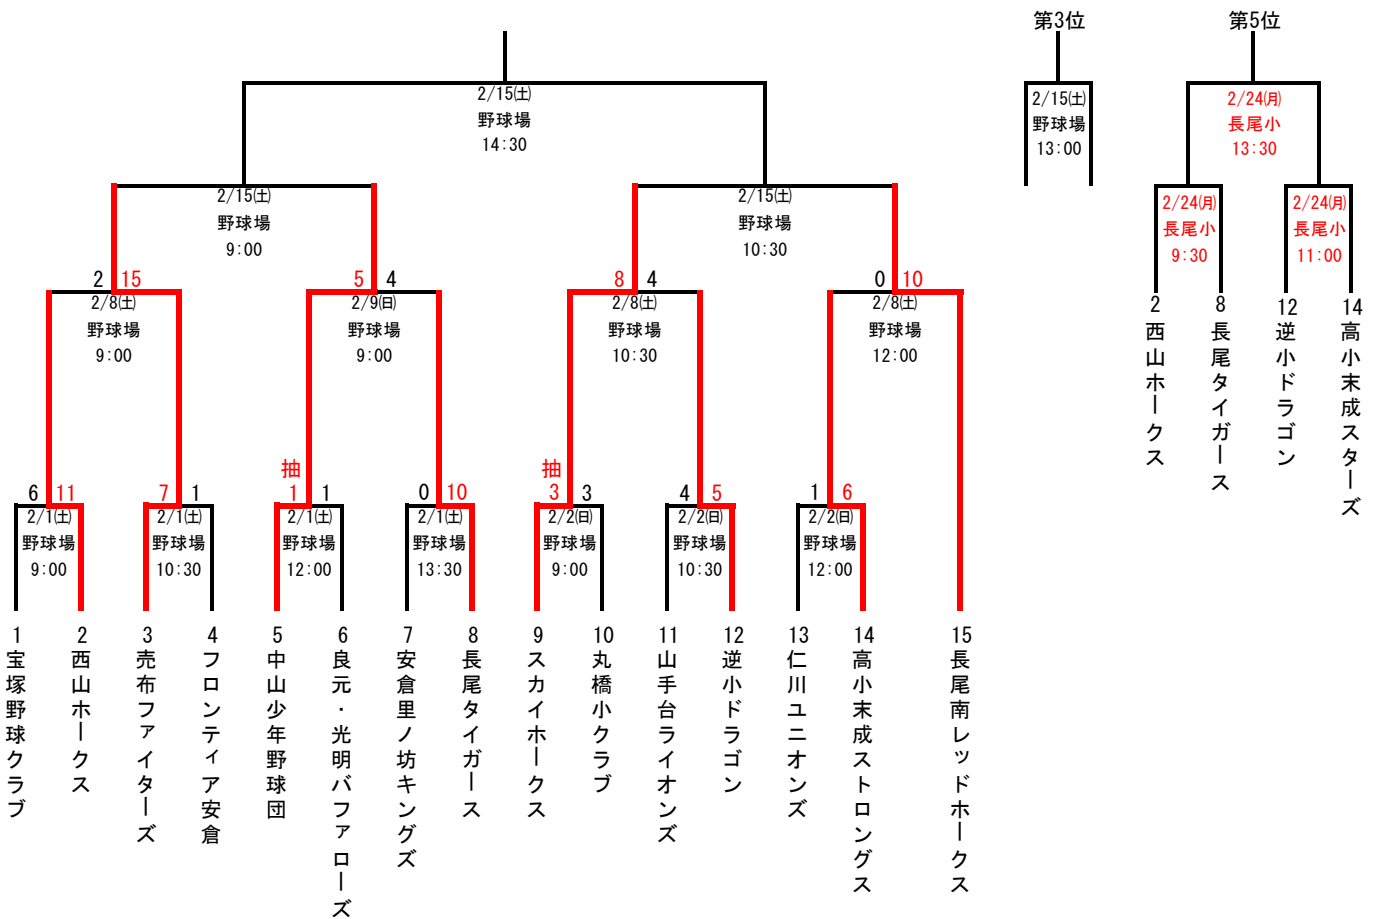 第3位
第5位
2/15㈯
野球場
14:30
2/15㈯
野球場
13:00
2/24㈪
長尾小
13:30
2/15㈯
野球場
9:00
2/15㈯
野球場
10:30
2/24㈪
長尾小
9:30
2/24㈪
長尾小
11:00
2 15
2/8㈯
野球場
9:00
5 4
2/9㈰
野球場
9:00
8 4
2/8㈯
野球場
10:30
0 10
2/8㈯
野球場
12:00
2 西山ホークス
8 長尾タイガース
12 逆小ドラゴン
14 高小末成スターズ
6 11
2/1㈯
野球場
9:00
7 1
2/1㈯
野球場
10:30
抽
1 1
2/1㈯
野球場
12:00
0 10
2/1㈯
野球場
13:30
抽
3 3
2/2㈰
野球場
9:00
4 5
2/2㈰
野球場
10:30
1 6
2/2㈰
野球場
12:00
1 宝塚野球クラブ
2 西山ホークス
3 売布ファイターズ
4 フロンティア安倉
5 中山少年野球団
6 良元・光明バファローズ
7 安倉里ノ坊キングズ
8 長尾タイガース
9 スカイホークス
10 丸橋小クラブ
11 山手台ライオンズ
12 逆小ドラゴン
13 仁川ユニオンズ
14 高小末成ストロングス
15 長尾南レッドホークス